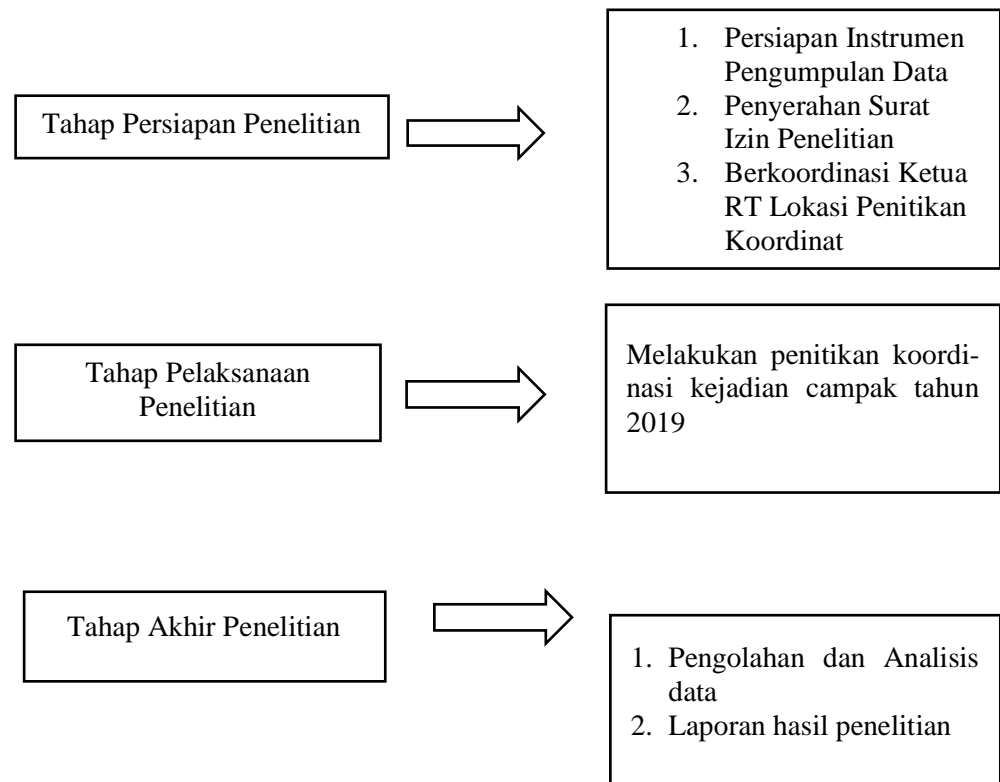 Tahap Persiapan Penelitian
1. Persiapan Instrumen
Pengumpulan Data
2. Penyerahan Surat
Izin Penelitian
3. Berkoordinasi Ketua
RT Lokasi Penitikan
Koordinat
Tahap Pelaksanaan
Penelitian
Melakukan penitikan koordi-
nasi kejadian campak tahun
2019
Tahap Akhir Penelitian
1. Pengolahan dan Analisis
data
2. Laporan hasil penelitian